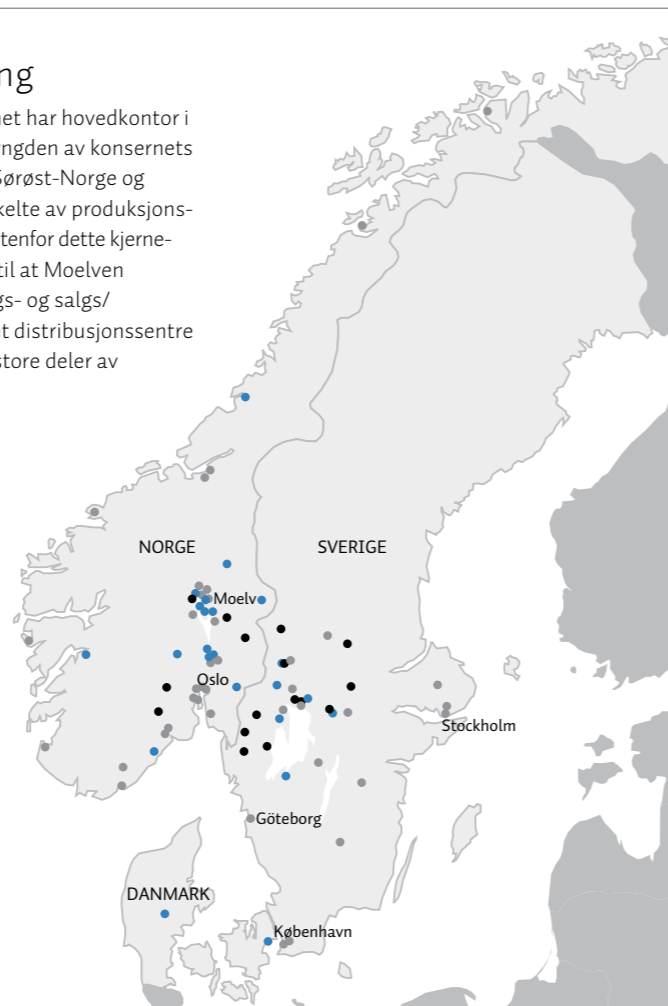 ng
et har hovedkontor i
ngden av konsernets
Sørøst-Norge og
kelte av produksjons-
tenfor dette kjerne-
til at Moelven
gs- og salgs/
t distribusjonssentre
store deler av
NORGE
SVERIGE
Moelv
Oslo
Stockholm
Göteborg
DANMARK
København